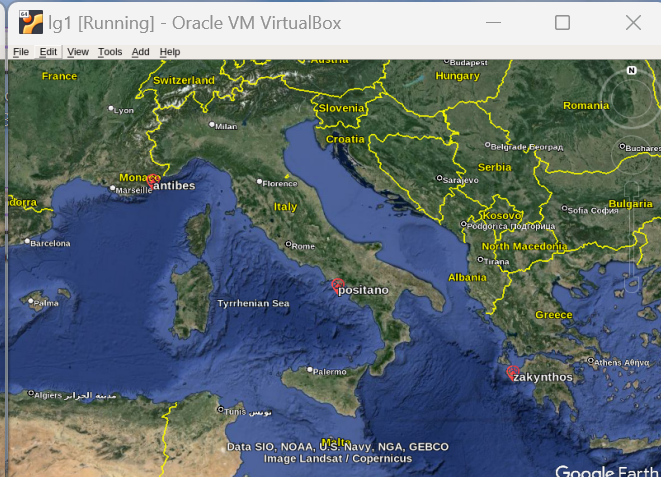 64
lg1 [Running] - Oracle VM VirtualBox
File Edit View Tools Add Help
Austria
Budapest
France
Switzerland
Hungary
N
Slovenia
Romania
Lyon
Milan
Croatia
Belgrade Београд
Buchares
Serbia
Monaco
Marseille
antibes
Florence
Sarajevo
dorra
Italy
Kosovo
Sofia София
Bulgaria
Podgorica Подгорица
Barcelona
Rome
North Macedonia
Tirana
Albania
positano
Palma
Tyrrhenian Sea
Greece
Palermo
zakynthos
Athens Αθήνα
Algiers مدينة الجزائر
Tunis تونس
Malta
Data SIO, NOAA, U.S. Navy, NGA, GEBCO
Image Landsat / Copernicus
Google Earth